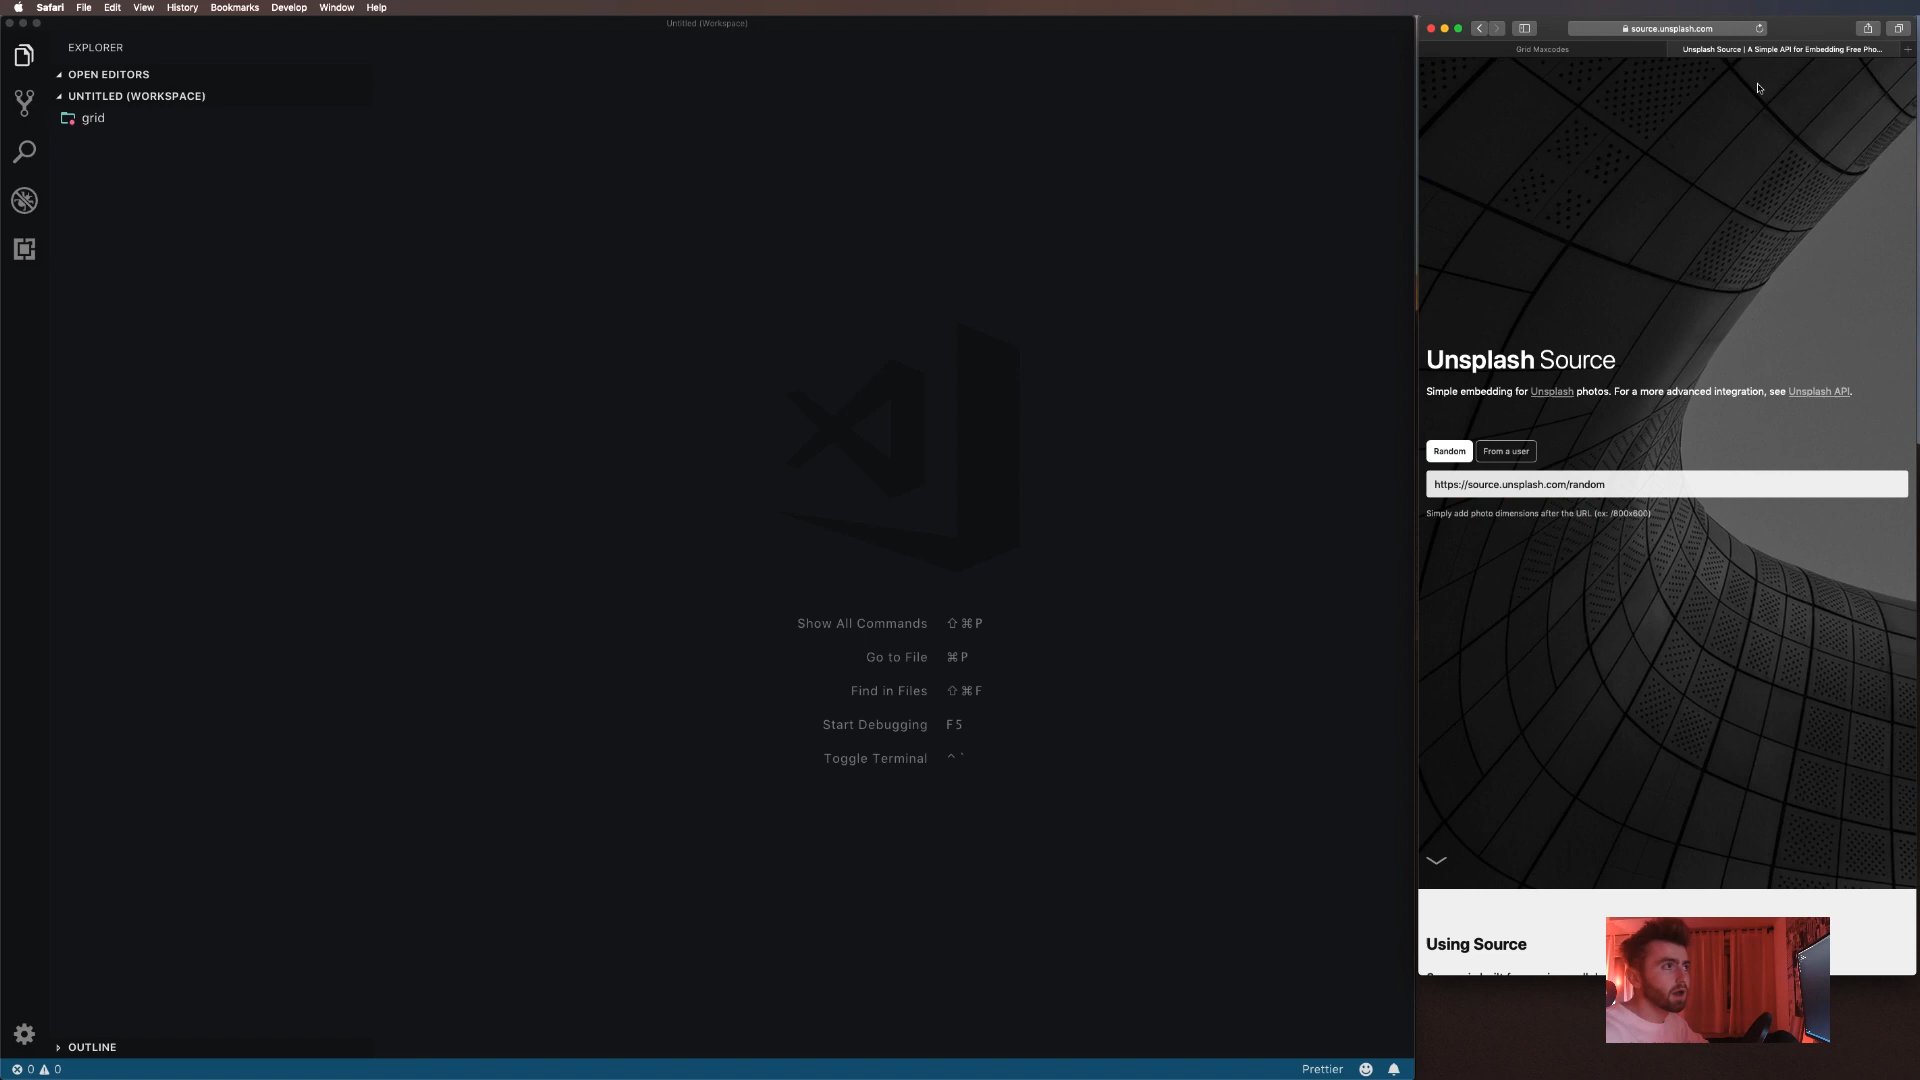 Safari File Edit View History Bookmarks Develop Window Help
Untitled (Workspace)
EXPLORER
OPEN EDITORS
UNTITLED (WORKSPACE)
grid
Show All Commands ⇧⌘P
Go to File ⌘P
Find in Files ⇧⌘F
Start Debugging F5
Toggle Terminal ^`
OUTLINE
0 0
Prettier
source.unsplash.com
Grid Maxcodes
Unsplash Source | A Simple API for Embedding Free Pho...
Unsplash Source
Simple embedding for Unsplash photos. For a more advanced integration, see Unsplash API.
Random From a user
https://source.unsplash.com/random
Simply add photo dimensions after the URL (ex: /800x600)
Using Source